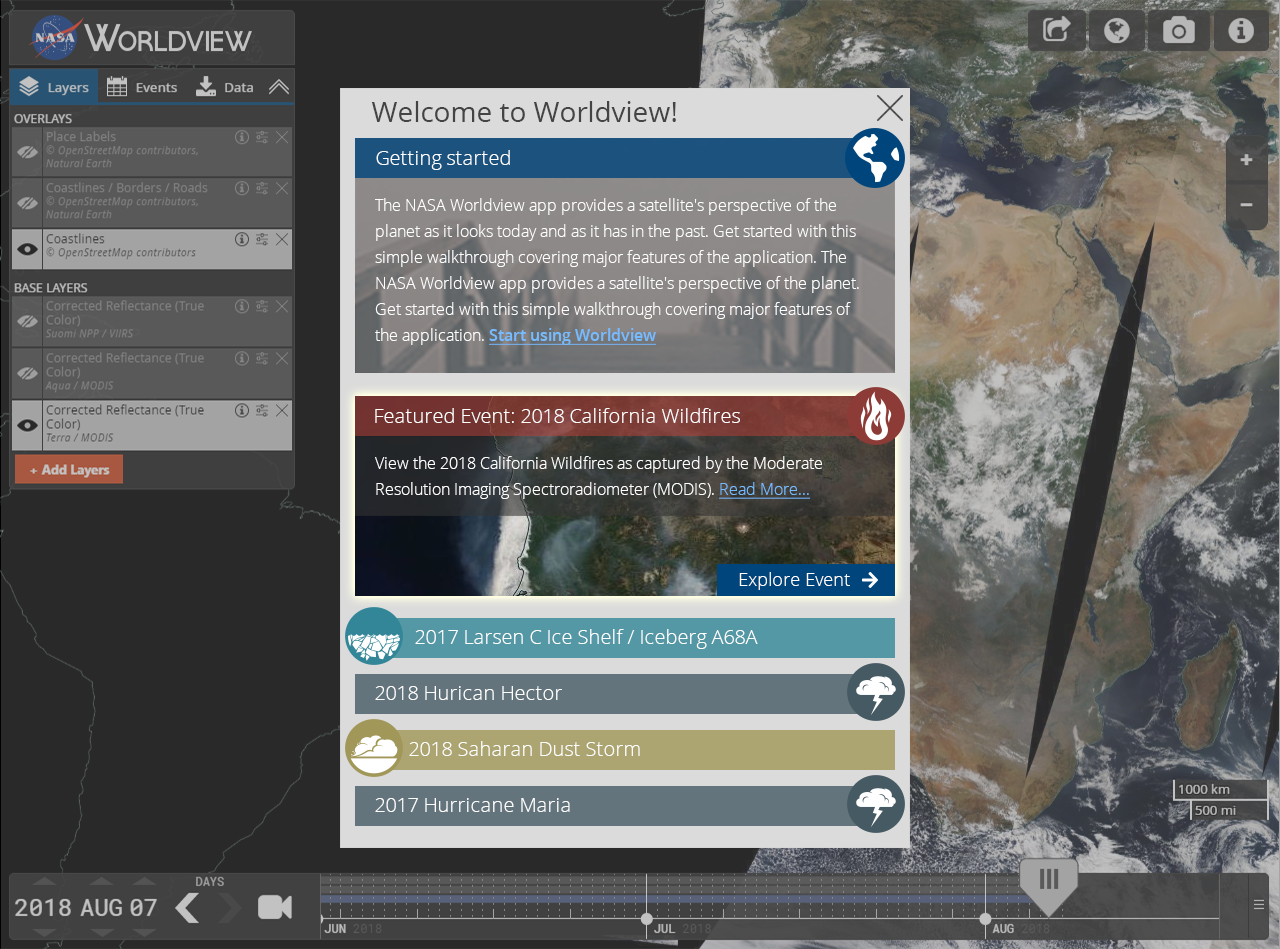 NASA WORLDVIEW
Layers Events Data
OVERLAYS
Place Labels
© OpenStreetMap contributors,
Natural Earth
Coastlines / Borders / Roads
© OpenStreetMap contributors,
Natural Earth
Coastlines
© OpenStreetMap contributors
BASE LAYERS
Corrected Reflectance (True
Color)
Suomi NPP / VIIRS
Corrected Reflectance (True
Color)
Aqua / MODIS
Corrected Reflectance (True
Color)
Terra / MODIS
+ Add Layers
Welcome to Worldview!
Getting started
The NASA Worldview app provides a satellite's perspective of the
planet as it looks today and as it has in the past. Get started with this
simple walkthrough covering major features of the application. The
NASA Worldview app provides a satellite's perspective of the planet.
Get started with this simple walkthrough covering major features of
the application. Start using Worldview
Featured Event: 2018 California Wildfires
View the 2018 California Wildfires as captured by the Moderate
Resolution Imaging Spectroradiometer (MODIS). Read More...
Explore Event
2017 Larsen C Ice Shelf / Iceberg A68A
2018 Hurican Hector
2018 Saharan Dust Storm
2017 Hurricane Maria
+
−
1000 km
500 mi
DAYS
2018 AUG 07
JUN 2018
JUL 2018
AUG 2018